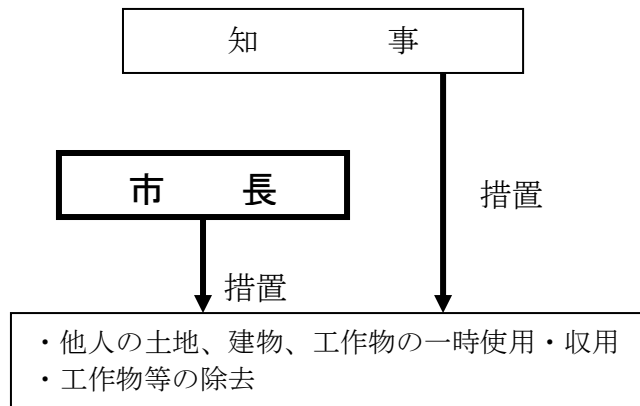 知事
市長
措置
措置
・他人の土地、建物、工作物の一時使用・収用
・工作物等の除去